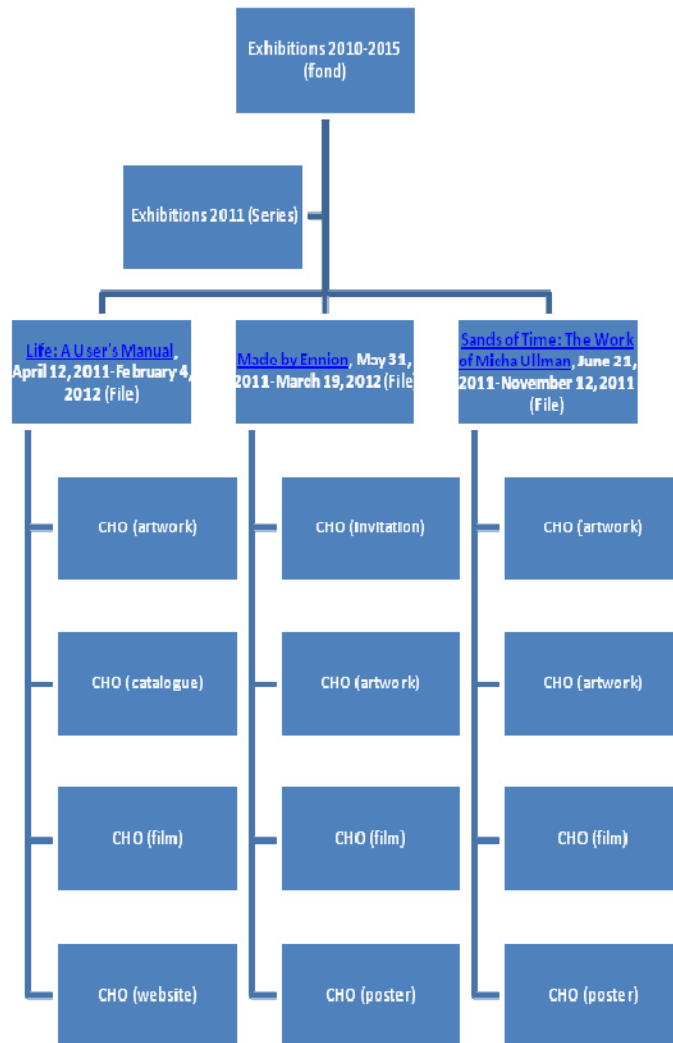 Exhibitions 2010-2015
(fond)
Exhibitions 2011 (Series)
Life: A User's Manual,
April 12, 2011-February 4,
2012 (File)
Made by Ennion, May 31,
2011-March 19, 2012 (File)
Sands of Time: The Work
of Micha Ullman, June 21,
2011-November 12, 2011
(File)
CHO (artwork)
CHO (invitation)
CHO (artwork)
CHO (catalogue)
CHO (artwork)
CHO (artwork)
CHO (film)
CHO (film)
CHO (film)
CHO (website)
CHO (poster)
CHO (poster)